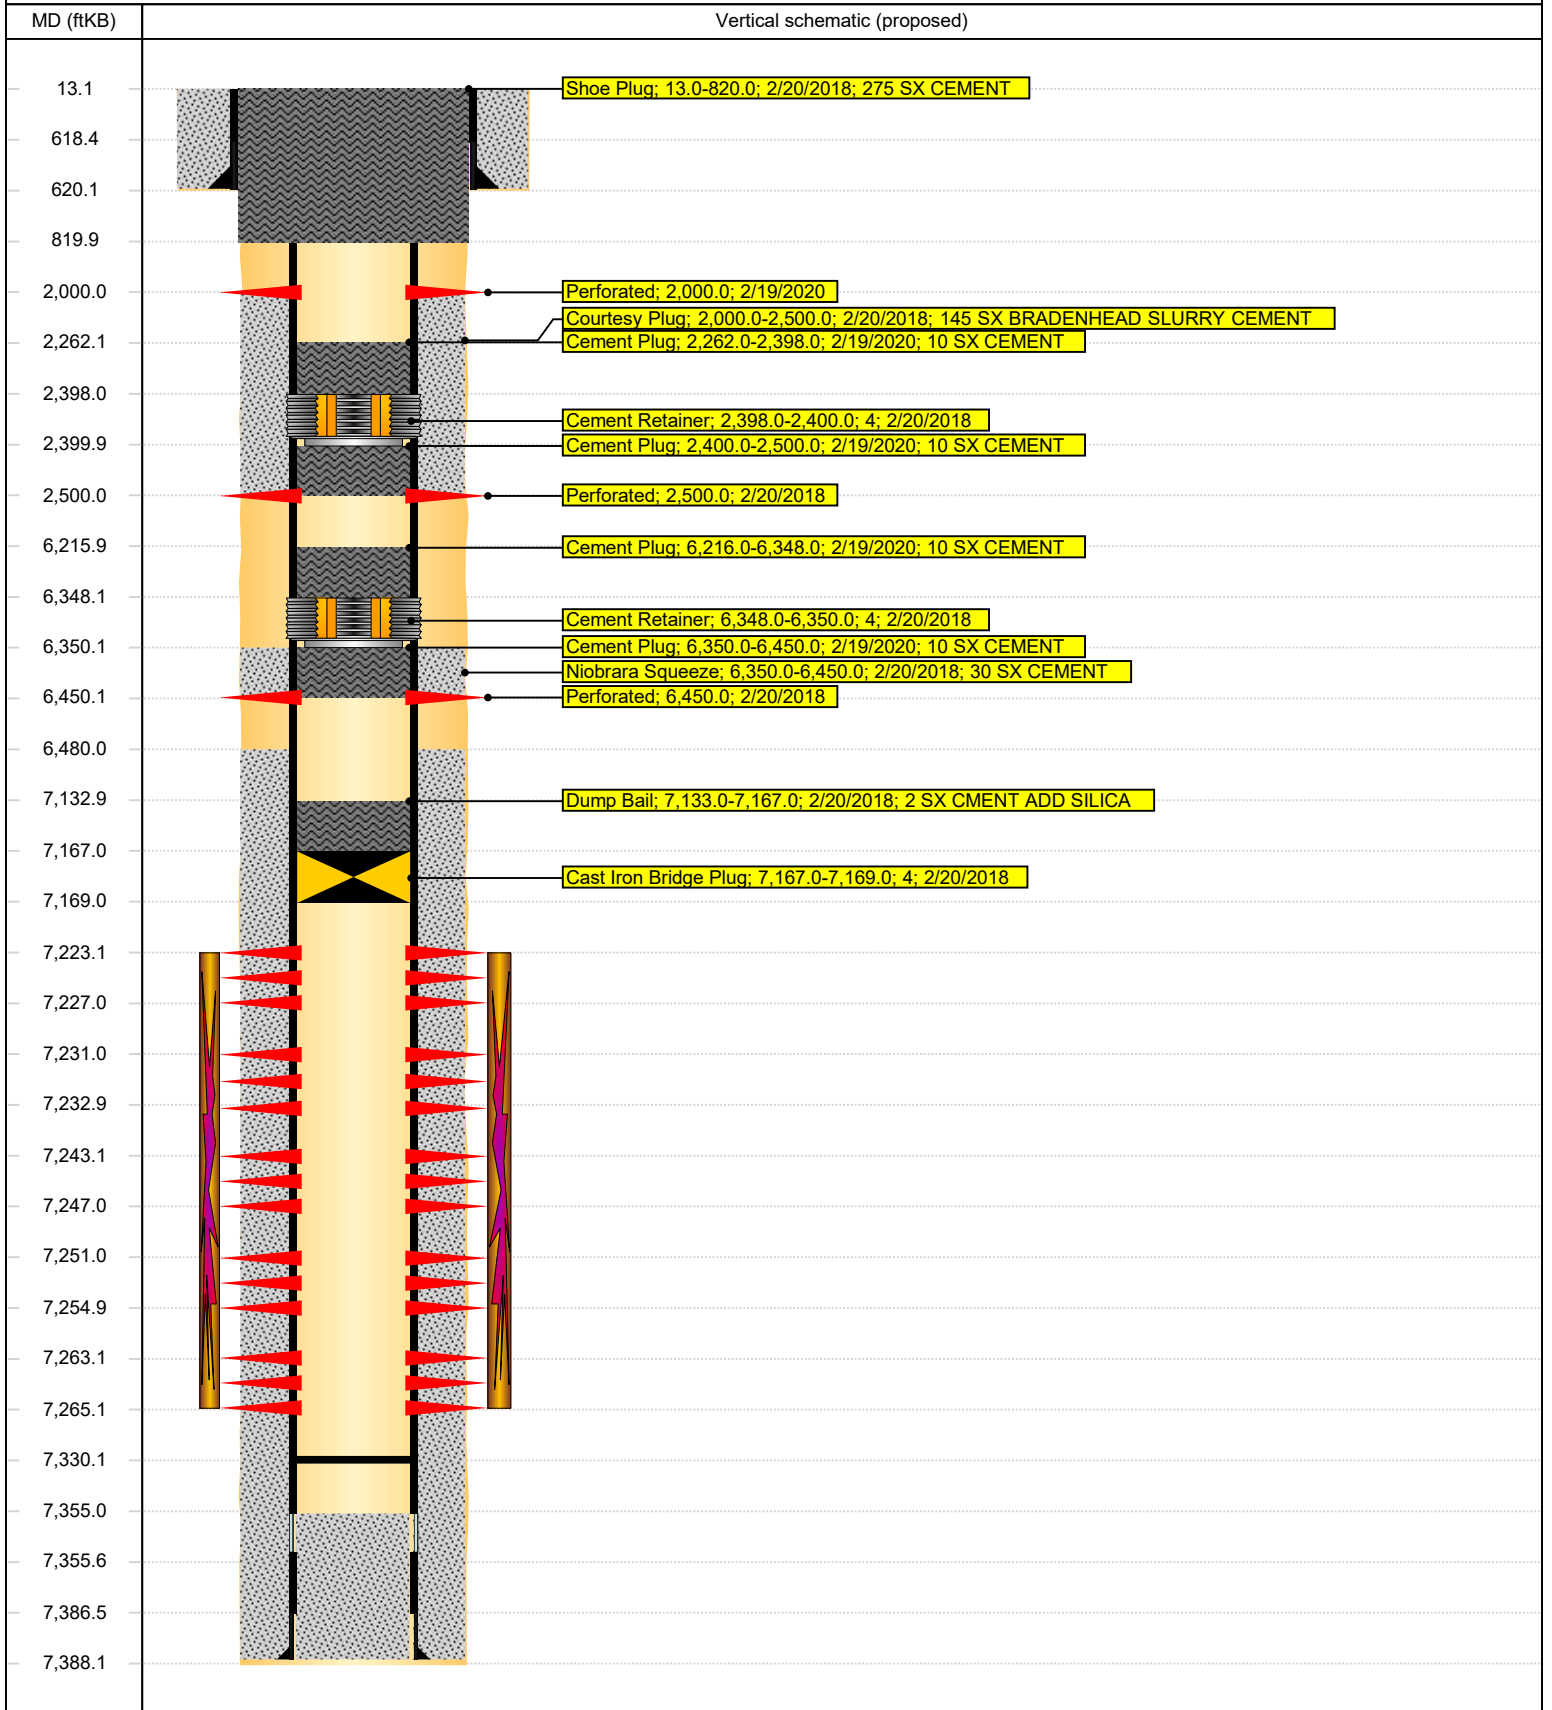 MD (ftKB)
Vertical schematic (proposed)
13.1
Shoe Plug; 13.0-820.0; 2/20/2018; 275 SX CEMENT
618.4
620.1
819.9
2,000.0
Perforated; 2,000.0; 2/19/2020
Courtesy Plug; 2,000.0-2,500.0; 2/20/2018; 145 SX BRADENHEAD SLURRY CEMENT
2,262.1
Cement Plug; 2,262.0-2,398.0; 2/19/2020; 10 SX CEMENT
2,398.0
Cement Retainer; 2,398.0-2,400.0; 4; 2/20/2018
2,399.9
Cement Plug; 2,400.0-2,500.0; 2/19/2020; 10 SX CEMENT
2,500.0
Perforated; 2,500.0; 2/20/2018
6,215.9
Cement Plug; 6,216.0-6,348.0; 2/19/2020; 10 SX CEMENT
6,348.1
Cement Retainer; 6,348.0-6,350.0; 4; 2/20/2018
6,350.1
Cement Plug; 6,350.0-6,450.0; 2/19/2020; 10 SX CEMENT
Niobrara Squeeze; 6,350.0-6,450.0; 2/20/2018; 30 SX CEMENT
6,450.1
Perforated; 6,450.0; 2/20/2018
6,480.0
7,132.9
Dump Bail; 7,133.0-7,167.0; 2/20/2018; 2 SX CMENT ADD SILICA
7,167.0
Cast Iron Bridge Plug; 7,167.0-7,169.0; 4; 2/20/2018
7,169.0
7,223.1
7,227.0
7,231.0
7,232.9
7,243.1
7,247.0
7,251.0
7,254.9
7,263.1
7,265.1
7,330.1
7,355.0
7,355.6
7,386.5
7,388.1